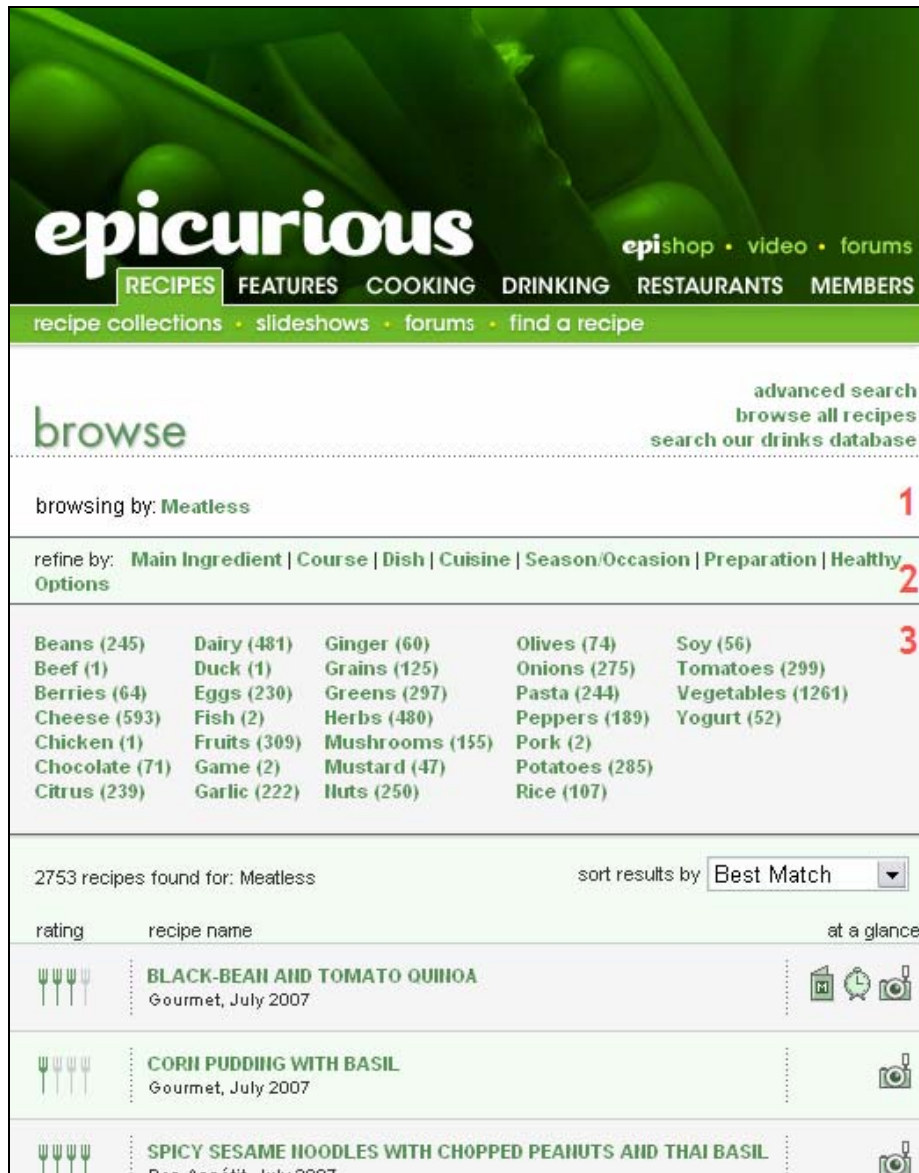 epicurious
epishop • video • forums
RECIPES FEATURES COOKING DRINKING RESTAURANTS MEMBERS
recipe collections • slideshows • forums • find a recipe
advanced search
browse all recipes
search our drinks database
browse
browsing by: Meatless
1
refine by: Main Ingredient | Course | Dish | Cuisine | Season/Occasion | Preparation | Healthy
Options
2
3
Beans (245) Dairy (481) Ginger (60) Olives (74) Soy (56)
Beef (1) Duck (1) Grains (125) Onions (275) Tomatoes (299)
Berries (64) Eggs (230) Greens (297) Pasta (244) Vegetables (1261)
Cheese (593) Fish (2) Herbs (480) Peppers (189) Yogurt (52)
Chicken (1) Fruits (309) Mushrooms (155) Pork (2)
Chocolate (71) Game (2) Mustard (47) Potatoes (285)
Citrus (239) Garlic (222) Nuts (250) Rice (107)
2753 recipes found for: Meatless
sort results by Best Match
rating recipe name at a glance
BLACK-BEAN AND TOMATO QUINOA
Gourmet, July 2007
M
CORN PUDDING WITH BASIL
Gourmet, July 2007
SPICY SESAME NOODLES WITH CHOPPED PEANUTS AND THAI BASIL